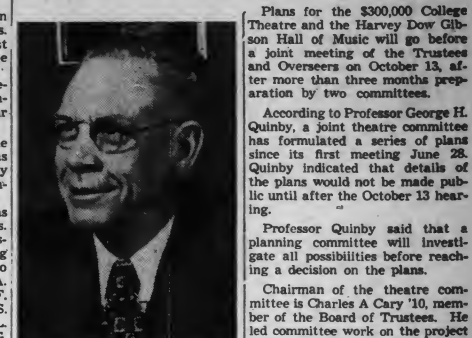 Plans for the $300,000 College
Theatre and the Harvey Dow Gib-
son Hall of Music will go before
a joint meeting of the Trustees
and Overseers on October 13, af-
ter more than three months prep-
aration by two committees.
According to Professor George H.
Quinby, a joint theatre committee
has formulated a series of plans
since its first meeting June 28.
Quinby indicated that details of
the plans would not be made pub-
lic until after the October 13 hear-
ing.
Professor Quinby said that a
planning committee will investi-
gate all possibilities before reach-
ing a decision on the plans.
Chairman of the theatre com-
mittee is Charles A Cary '10, mem-
ber of the Board of Trustees. He
led committee work on the project